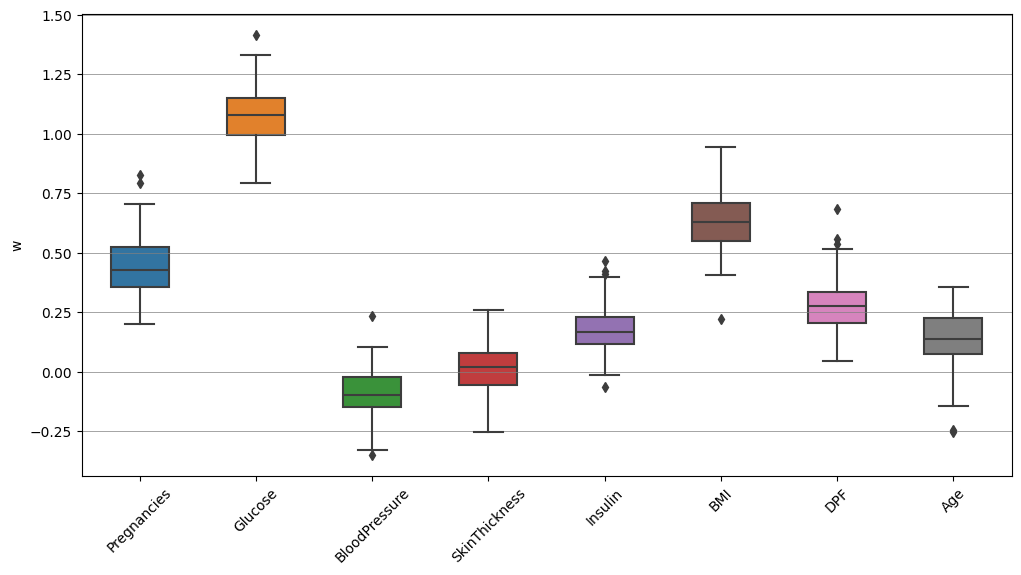 1.50
1.25
1.00
0.75
0.50
0.25
0.00
−0.25
w
Pregnancies
Glucose
BloodPressure
SkinThickness
Insulin
BMI
DPF
Age